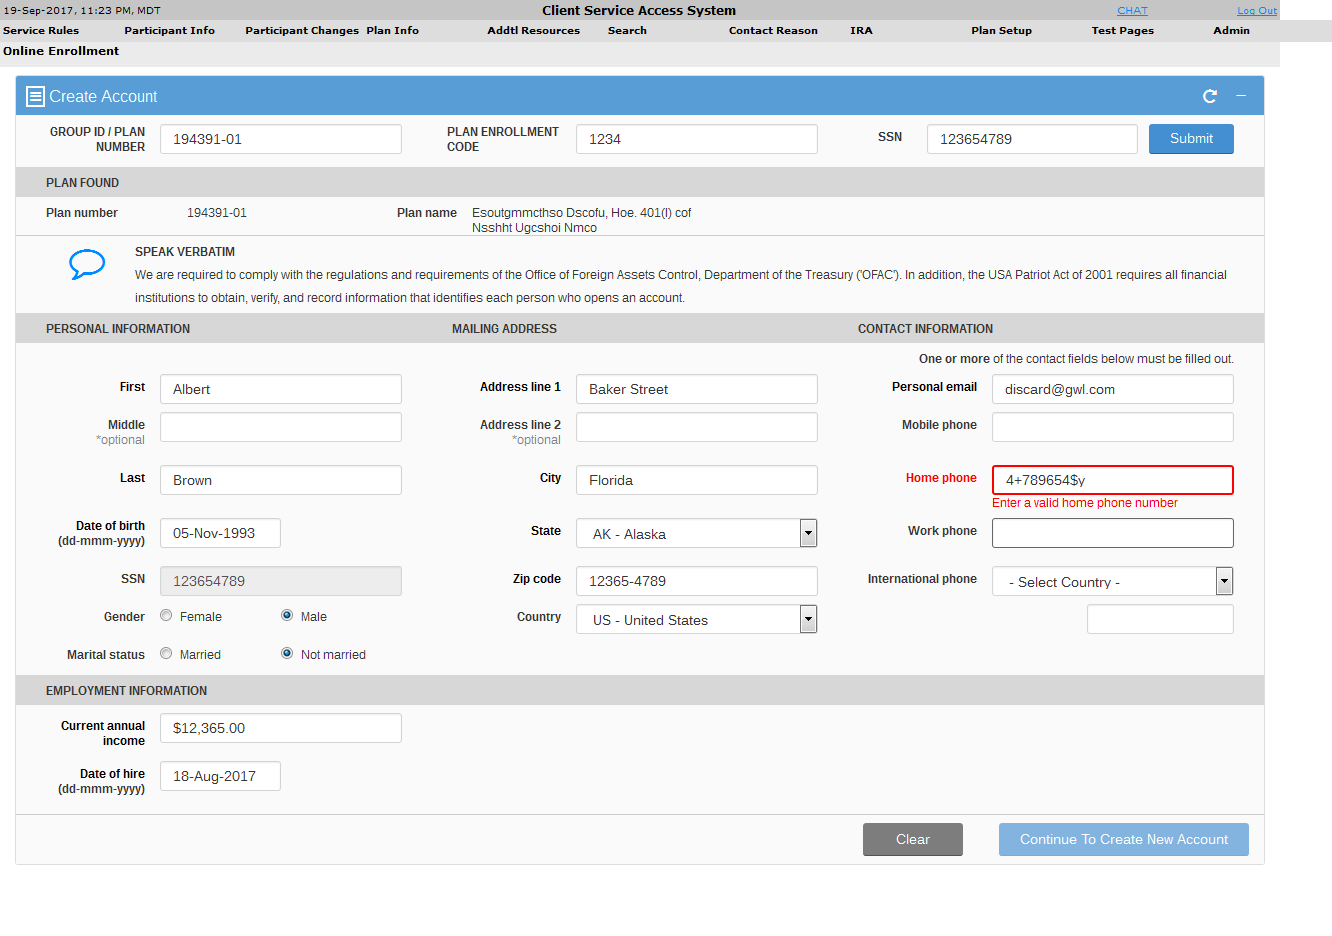 19-Sep-2017, 11:23 PM, MDT Client Service Access System CHAT Log Out
Service Rules Participant Info Participant Changes Plan Info Addtl Resources Search Contact Reason IRA Plan Setup Test Pages Admin
Online Enrollment
Create Account
GROUP ID / PLAN NUMBER 194391-01 PLAN ENROLLMENT CODE 1234 SSN 123654789 Submit
PLAN FOUND
Plan number 194391-01 Plan name Esoutgmmcthso Dscofu, Hoe. 401(l) cof
Nsshht Ugcshoi Nmco
SPEAK VERBATIM
We are required to comply with the regulations and requirements of the Office of Foreign Assets Control, Department of the Treasury ('OFAC'). In addition, the USA Patriot Act of 2001 requires all financial
institutions to obtain, verify, and record information that identifies each person who opens an account.
PERSONAL INFORMATION MAILING ADDRESS CONTACT INFORMATION
One or more of the contact fields below must be filled out.
First Albert Address line 1 Baker Street Personal email discard@gwl.com
Middle Address line 2 Mobile phone
*optional *optional
Last Brown City Florida Home phone 4+789654$y
Enter a valid home phone number
Date of birth 05-Nov-1993 State AK - Alaska Work phone
(dd-mmm-yyyy)
SSN 123654789 Zip code 12365-4789 International phone - Select Country -
Gender Female Male Country US - United States
Marital status Married Not married
EMPLOYMENT INFORMATION
Current annual income $12,365.00
Date of hire 18-Aug-2017
(dd-mmm-yyyy)
Clear Continue To Create New Account